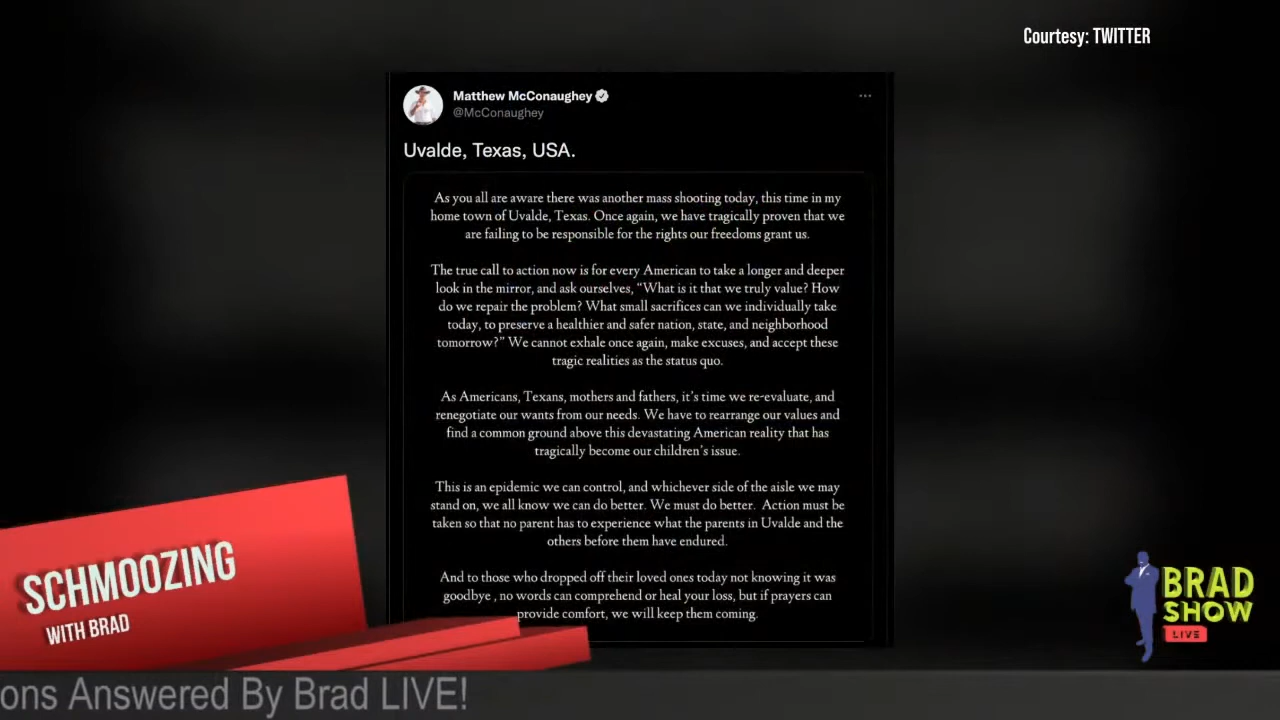 Courtesy: TWITTER
Matthew McConaughey
@McConaughey
Uvalde, Texas, USA.
As you all are aware there was another mass shooting today, this time in my
home town of Uvalde, Texas. Once again, we have tragically proven that we
are failing to be responsible for the rights our freedoms grant us.
The true call to action now is for every American to take a longer and deeper
look in the mirror, and ask ourselves, “What is it that we truly value? How
do we repair the problem? What small sacrifices can we individually take
today, to preserve a healthier and safer nation, state, and neighborhood
tomorrow?” We cannot exhale once again, make excuses, and accept these
tragic realities as the status quo.
As Americans, Texans, mothers and fathers, it’s time we re-evaluate, and
renegotiate our wants from our needs. We have to rearrange our values and
find a common ground above this devastating American reality that has
tragically become our children’s issue.
This is an epidemic we can control, and whichever side of the aisle we may
stand on, we all know we can do better. We must do better. Action must be
taken so that no parent has to experience what the parents in Uvalde and the
others before them have endured.
And to those who dropped off their loved ones today not knowing it was
goodbye , no words can comprehend or heal your loss, but if prayers can
provide comfort, we will keep them coming.
SCHMOOZING
WITH BRAD
BRAD
SHOW
LIVE
ons Answered By Brad LIVE!